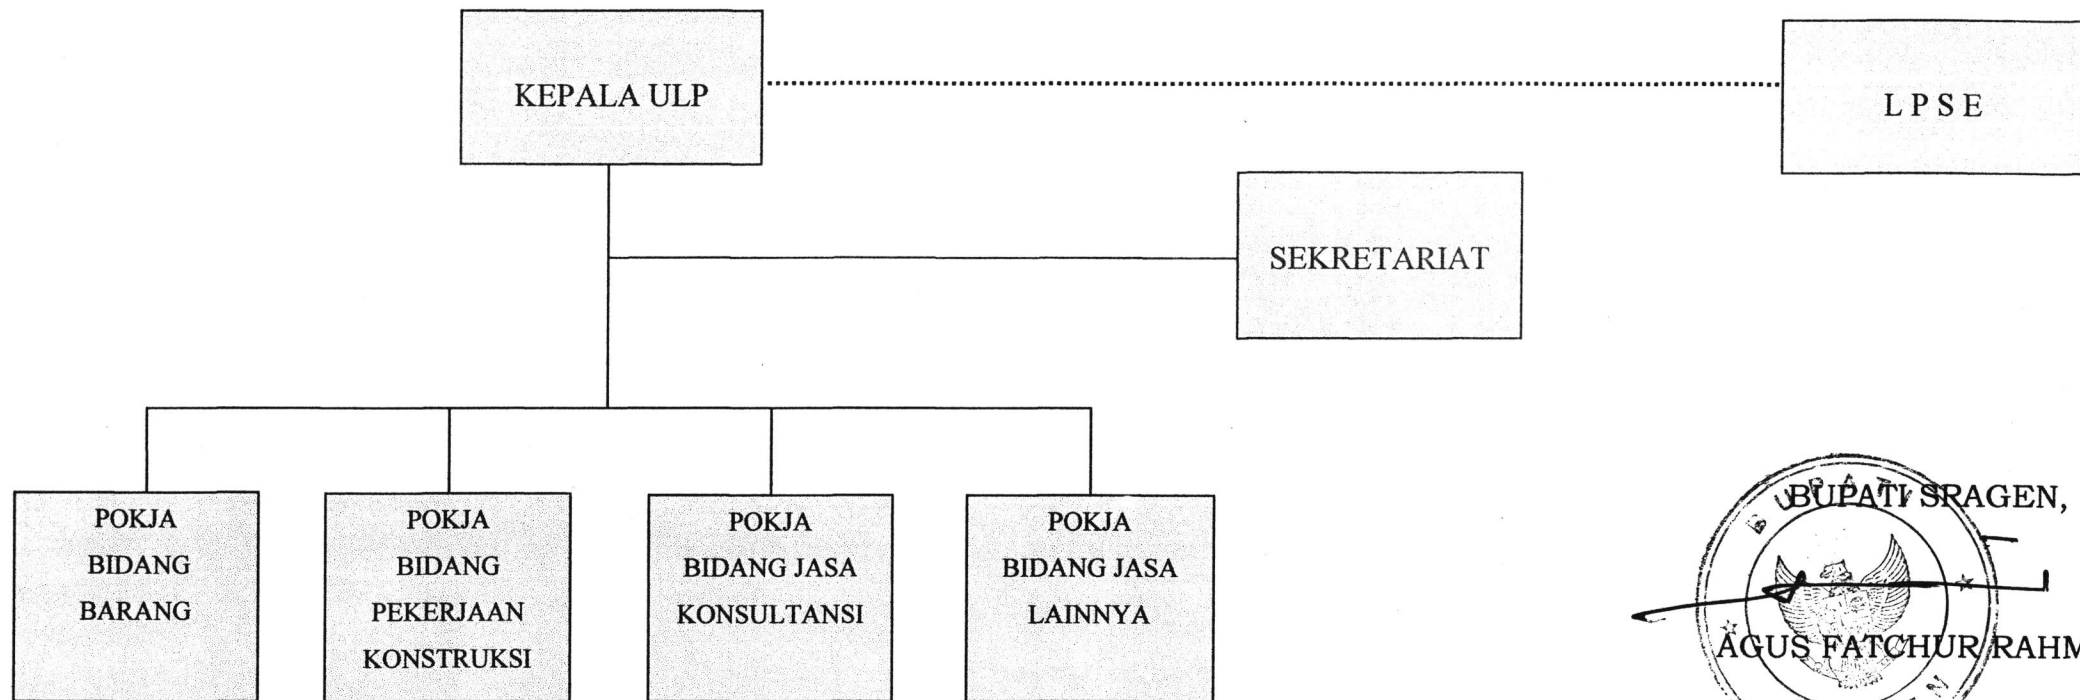 KEPALA ULP
L P S E
SEKRETARIAT
POKJA
BIDANG
BARANG
POKJA
BIDANG
PEKERJAAN
KONSTRUKSI
POKJA
BIDANG JASA
KONSULTANSI
POKJA
BIDANG JASA
LAINNYA
BUPATI SRAGEN,
AGUS FATCHUR RAHM
BUPATI